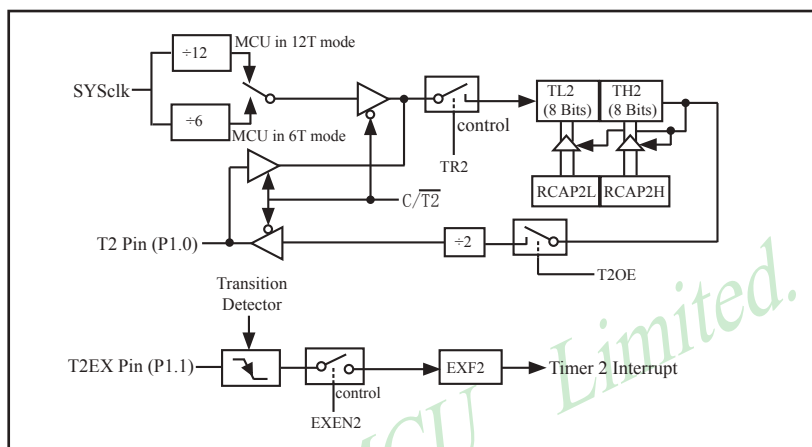 ÷12
MCU in 12T mode
SYSclk
÷6
MCU in 6T mode
control
TR2
TL2
(8 Bits)
TH2
(8 Bits)
RCAP2L
RCAP2H
C/T2
T2 Pin (P1.0)
÷2
T2OE
Transition
Detector
T2EX Pin (P1.1)
control
EXEN2
EXF2
Timer 2 Interrupt
MCU Limited.